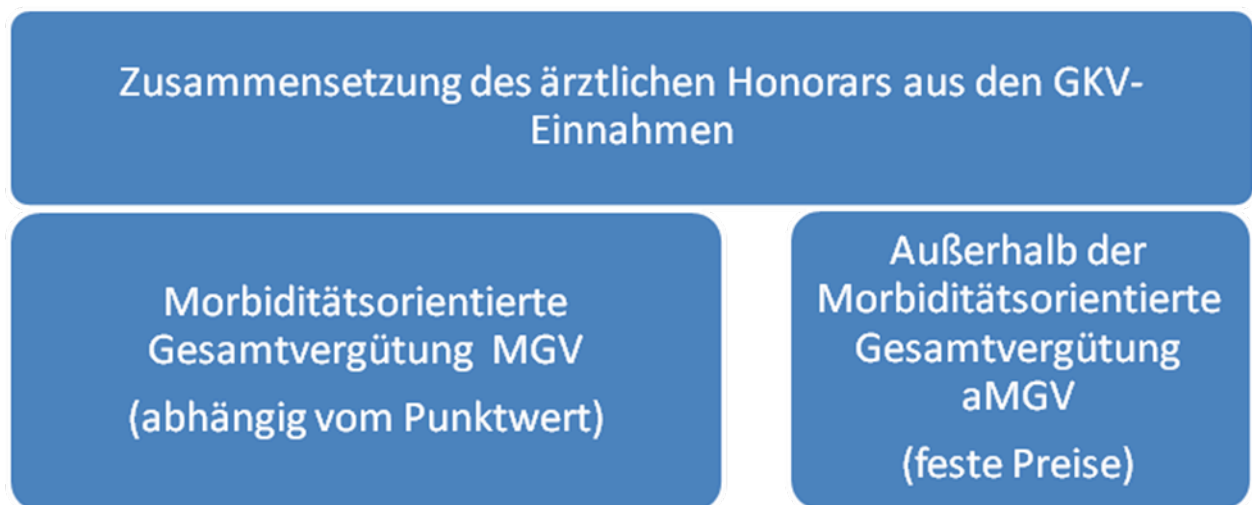 Zusammensetzung des ärztlichen Honorars aus den GKV-
Einnahmen
Morbiditätsorientierte
Gesamtvergütung MGV
(abhängig vom Punktwert)
Außerhalb der
Morbiditätsorientierte
Gesamtvergütung
aMGV
(feste Preise)